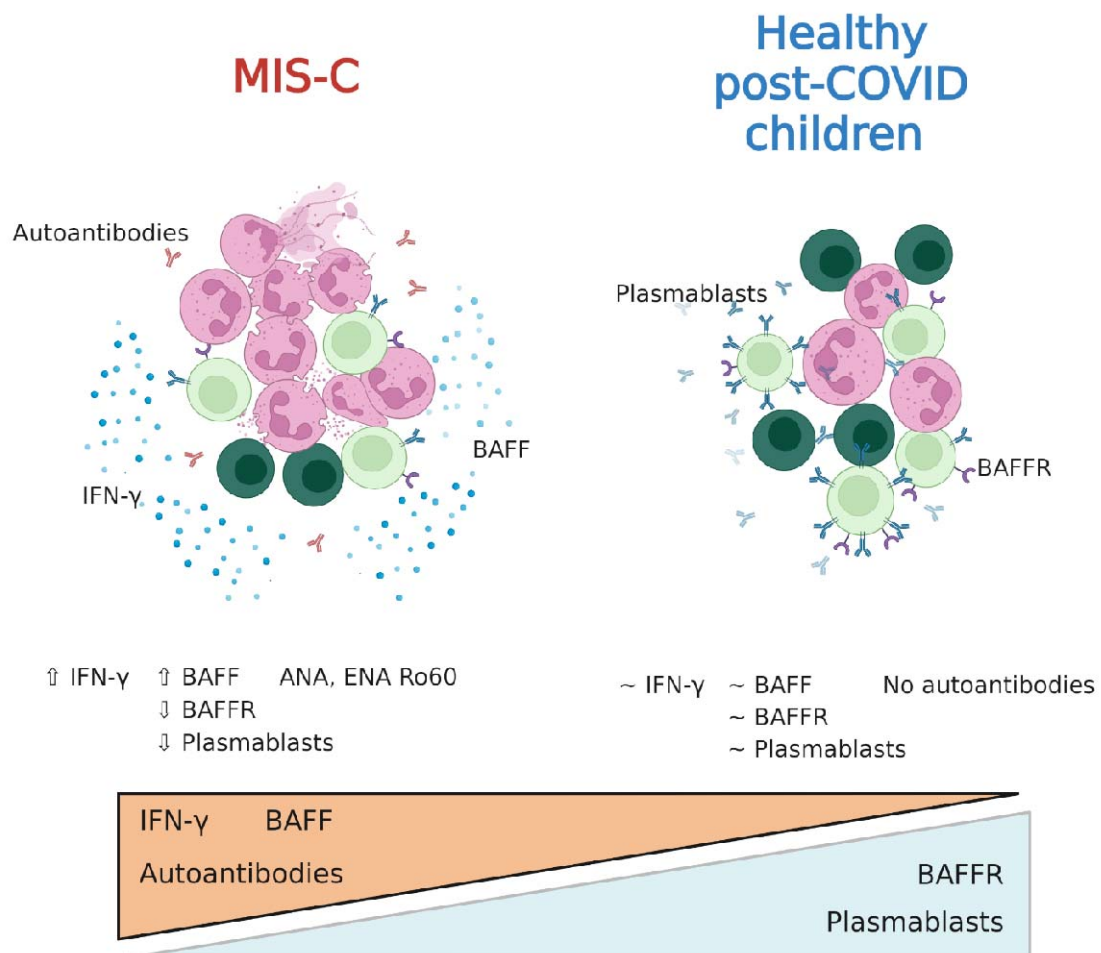 MIS-C
Healthy
post-COVID
children
Autoantibodies
IFN-γ
BAFF
Plasmablasts
BAFFR
⇧ IFN-γ ⇧ BAFF ANA, ENA Ro60
⇩ BAFFR
⇩ Plasmablasts
~ IFN-γ ~ BAFF No autoantibodies
~ BAFFR
~ Plasmablasts
IFN-γ BAFF
Autoantibodies
BAFFR
Plasmablasts